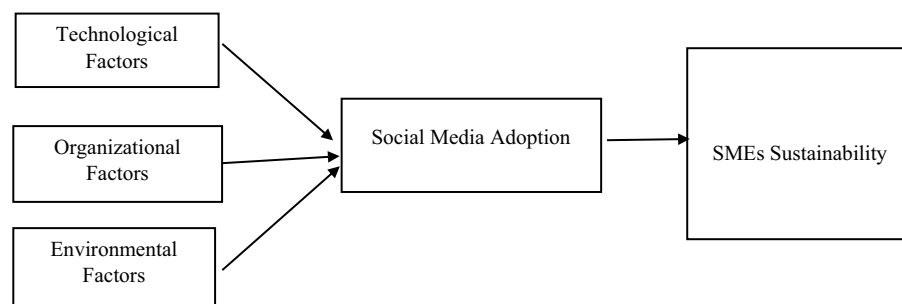 Technological
Factors
Organizational
Factors
Environmental
Factors
Social Media Adoption
SMEs Sustainability